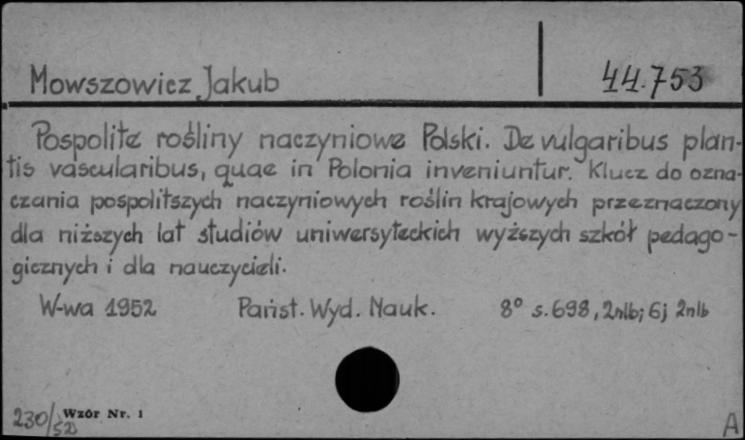 Mowszowicz Jakub
44.753
Pospolite rośliny naczyniowe Polski. De vulgaribus plan-
tis vascularibus, quae in Polonia inveniuntur. Klucz do ozna-
czania pospolitszych naczyniowych roślin krajowych przeznaczony
dla niższych lat studiów uniwersyteckich wyższych szkół pedago-
gicznych i dla nauczycieli.
W-wa 1952 Państ. Wyd. Nauk. 8° s. 698, 2nlb; 6j 2nlb
230/52 Wzór Nr. 1
A